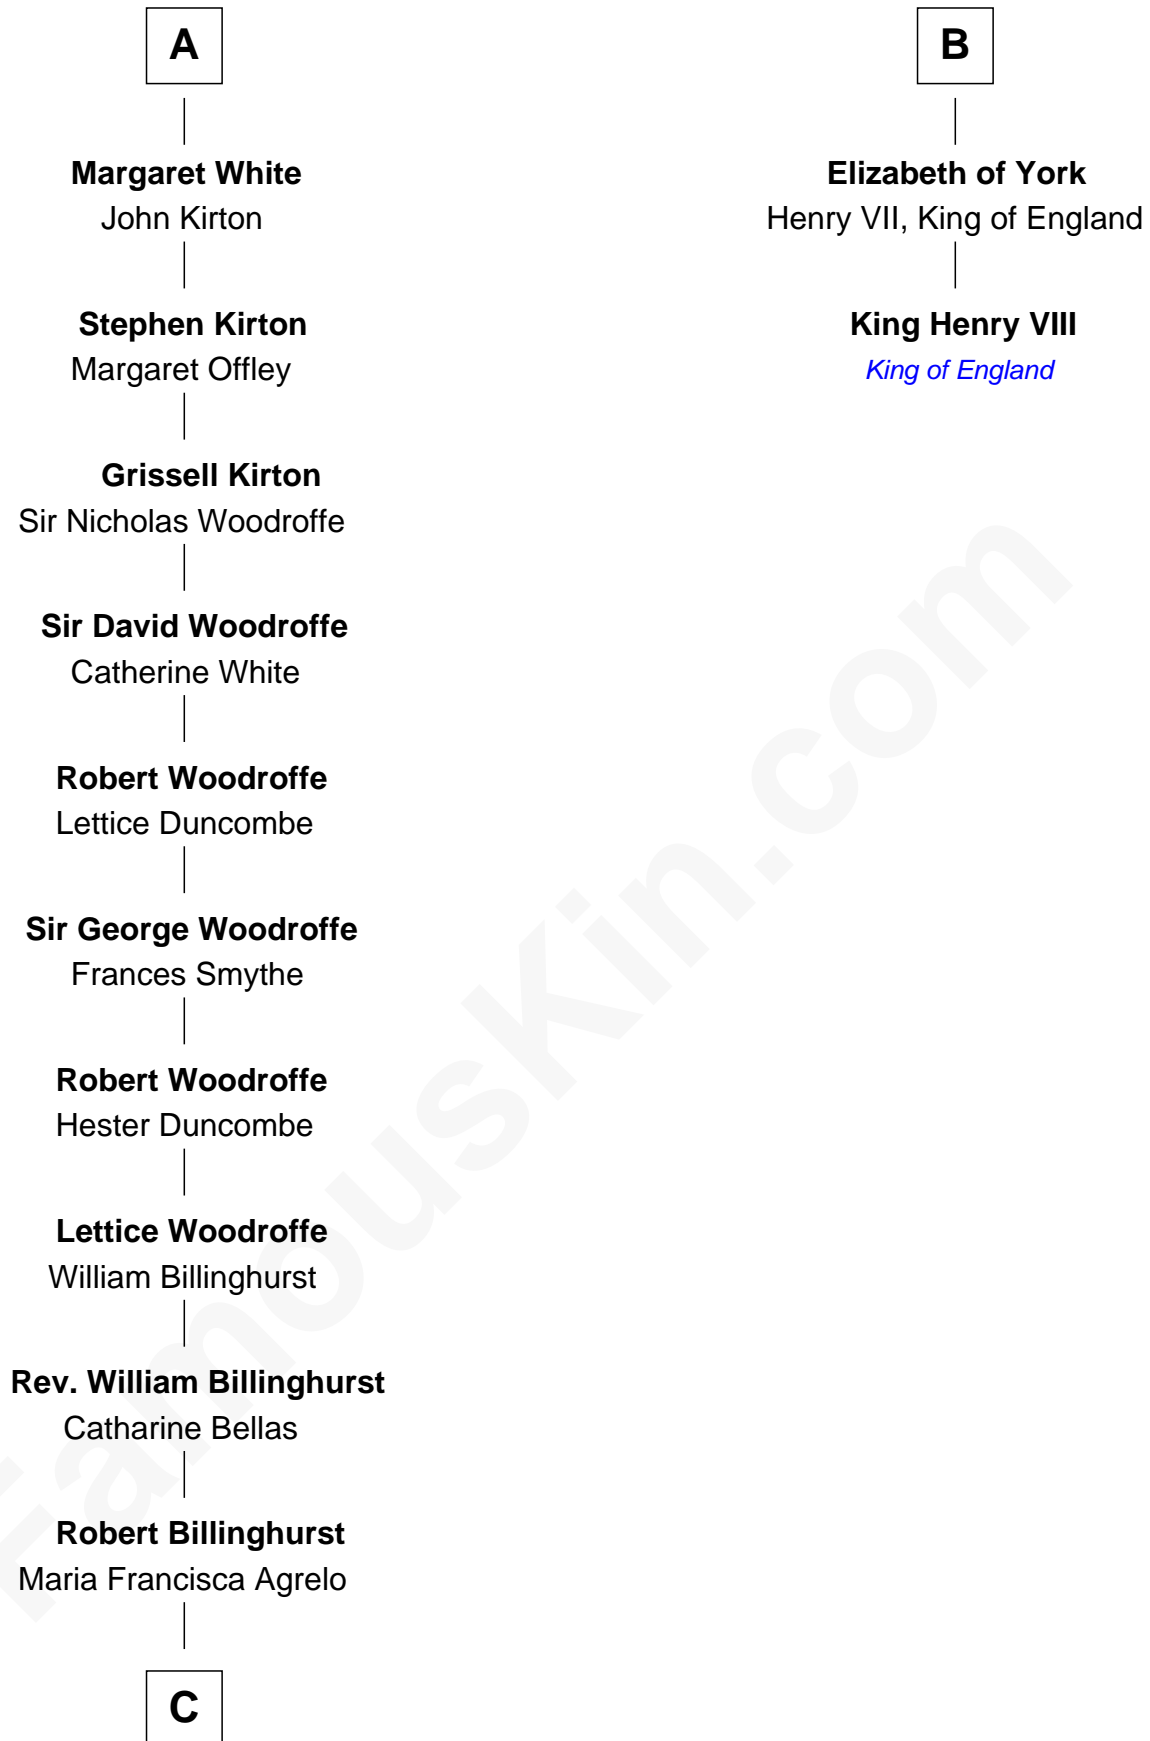 A
Margaret White
John Kirton
Stephen Kirton
Margaret Offley
Grissell Kirton
Sir Nicholas Woodroffe
Sir David Woodroffe
Catherine White
Robert Woodroffe
Lettice Duncombe
Sir George Woodroffe
Frances Smythe
Robert Woodroffe
Hester Duncombe
Lettice Woodroffe
William Billinghurst
Rev. William Billinghurst
Catharine Bellas
Robert Billinghurst
Maria Francisca Agrelo
C
B
Elizabeth of York
Henry VII, King of England
King Henry VIII
King of England
FamousKin.com